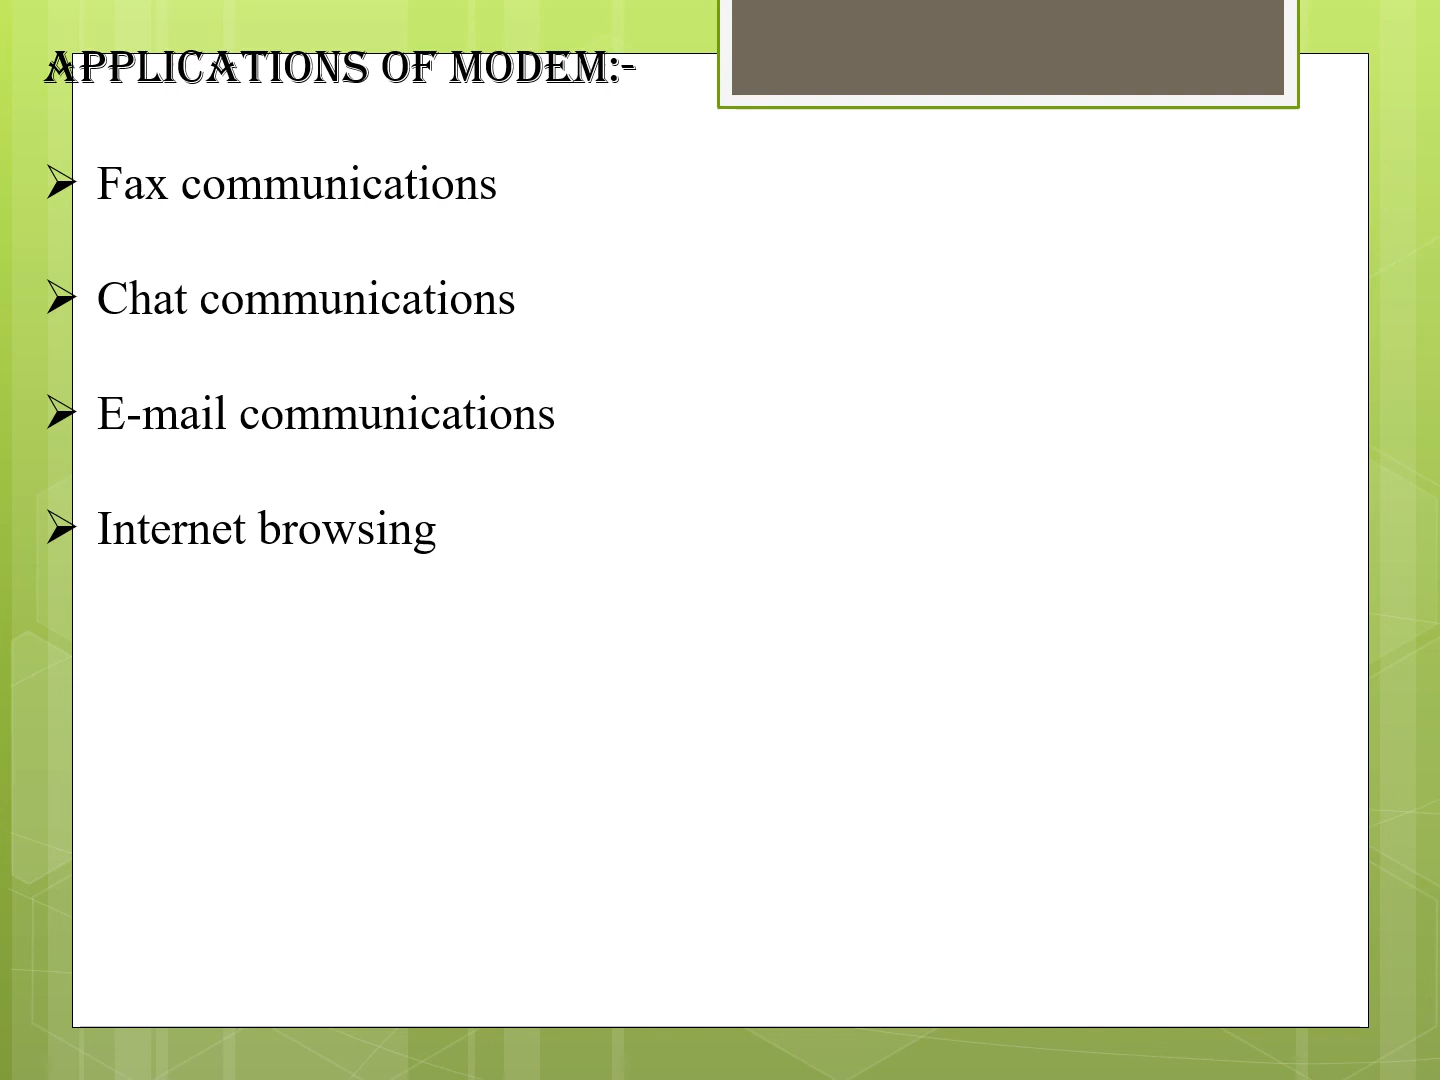 Applications of Modem:-
➢ Fax communications
➢ Chat communications
➢ E-mail communications
➢ Internet browsing